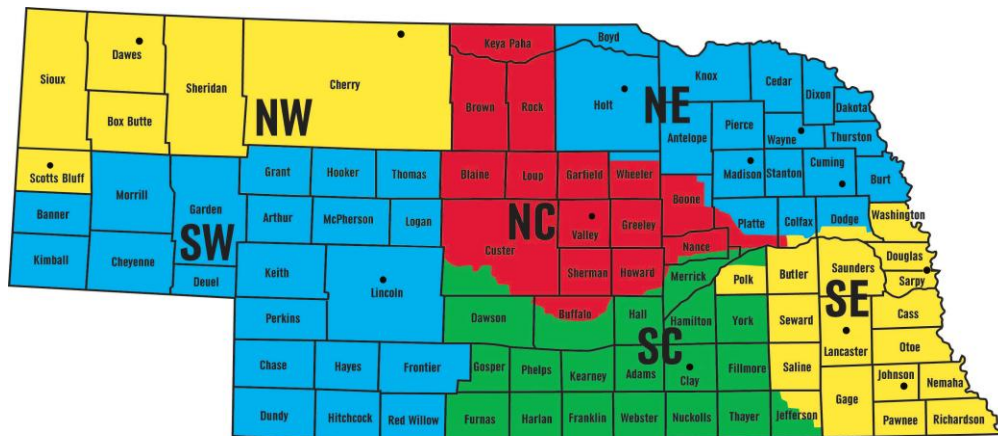 Keya Paha
Boyd
Sioux
Dawes
Sheridan
Cherry
Brown
Rock
Holt
Knox
Cedar
Dixon
Dakota
Box Butte
NW
NE
Antelope
Pierce
Wayne
Thurston
Scotts Bluff
Morrill
Garden
Grant
Hooker
Thomas
Blaine
Loup
Garfield
Wheeler
Madison
Stanton
Cuming
Burt
Banner
Arthur
McPherson
Logan
Custer
NC
Valley
Greeley
Boone
Platte
Colfax
Dodge
Washington
Kimball
Cheyenne
SW
Deuel
Keith
Lincoln
Sherman
Howard
Nance
Merrick
Polk
Butler
Saunders
Douglas
Sarpy
SE
Perkins
Dawson
Buffalo
Hall
Hamilton
York
Seward
Lancaster
Cass
Otoe
Chase
Hayes
Frontier
Gosper
Phelps
Kearney
Adams
SC
Clay
Fillmore
Saline
Gage
Johnson
Nemaha
Dundy
Hitchcock
Red Willow
Furnas
Harlan
Franklin
Webster
Nuckolls
Thayer
Jefferson
Pawnee
Richardson